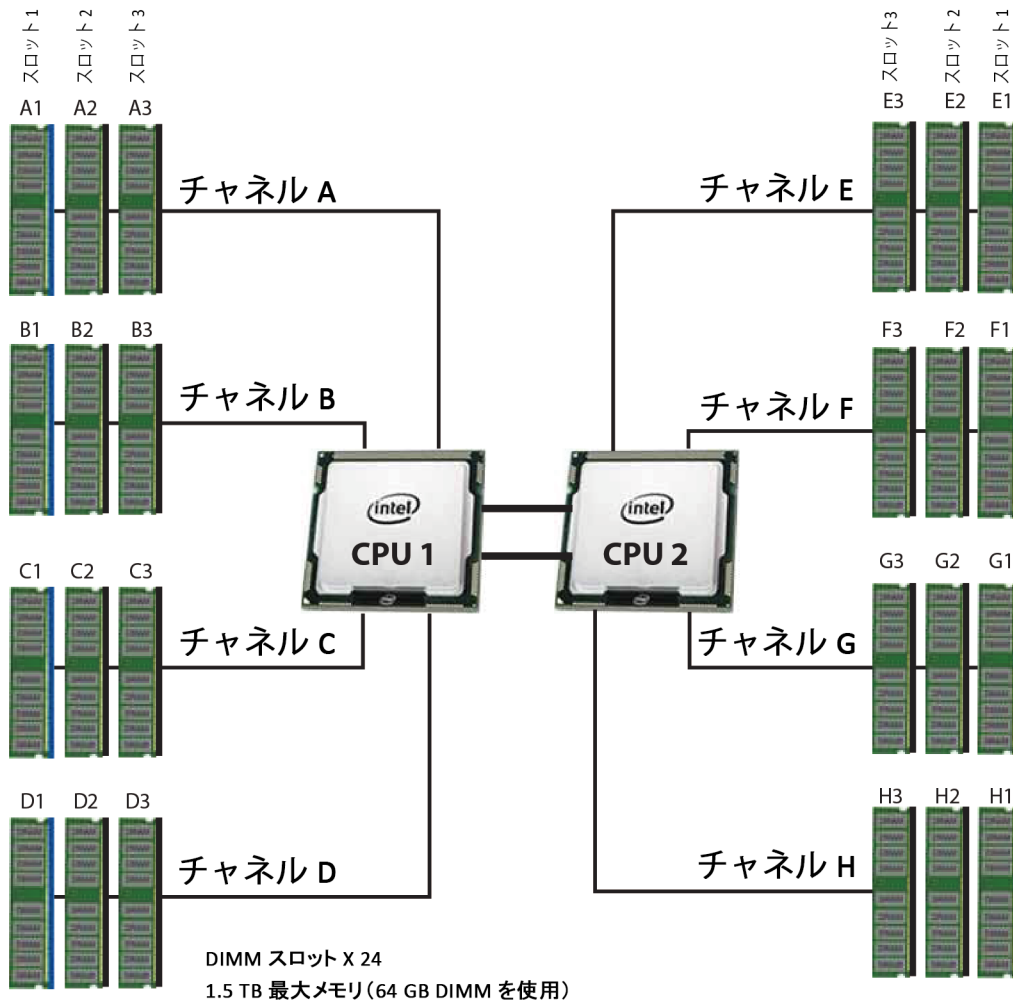 スロット 1
スロット 2
スロット 3
スロット3
スロット 2
スロット 1
A1 A2 A3
E3 E2 E1
チャネル A
チャネル E
B1 B2 B3
F3 F2 F1
チャネル B
チャネル F
intel
CPU 1
intel
CPU 2
C1 C2 C3
G3 G2 G1
チャネル C
チャネル G
D1 D2 D3
H3 H2 H1
チャネル D
チャネル H
DIMM スロット X 24
1.5 TB 最大メモリ(64 GB DIMM を使用)